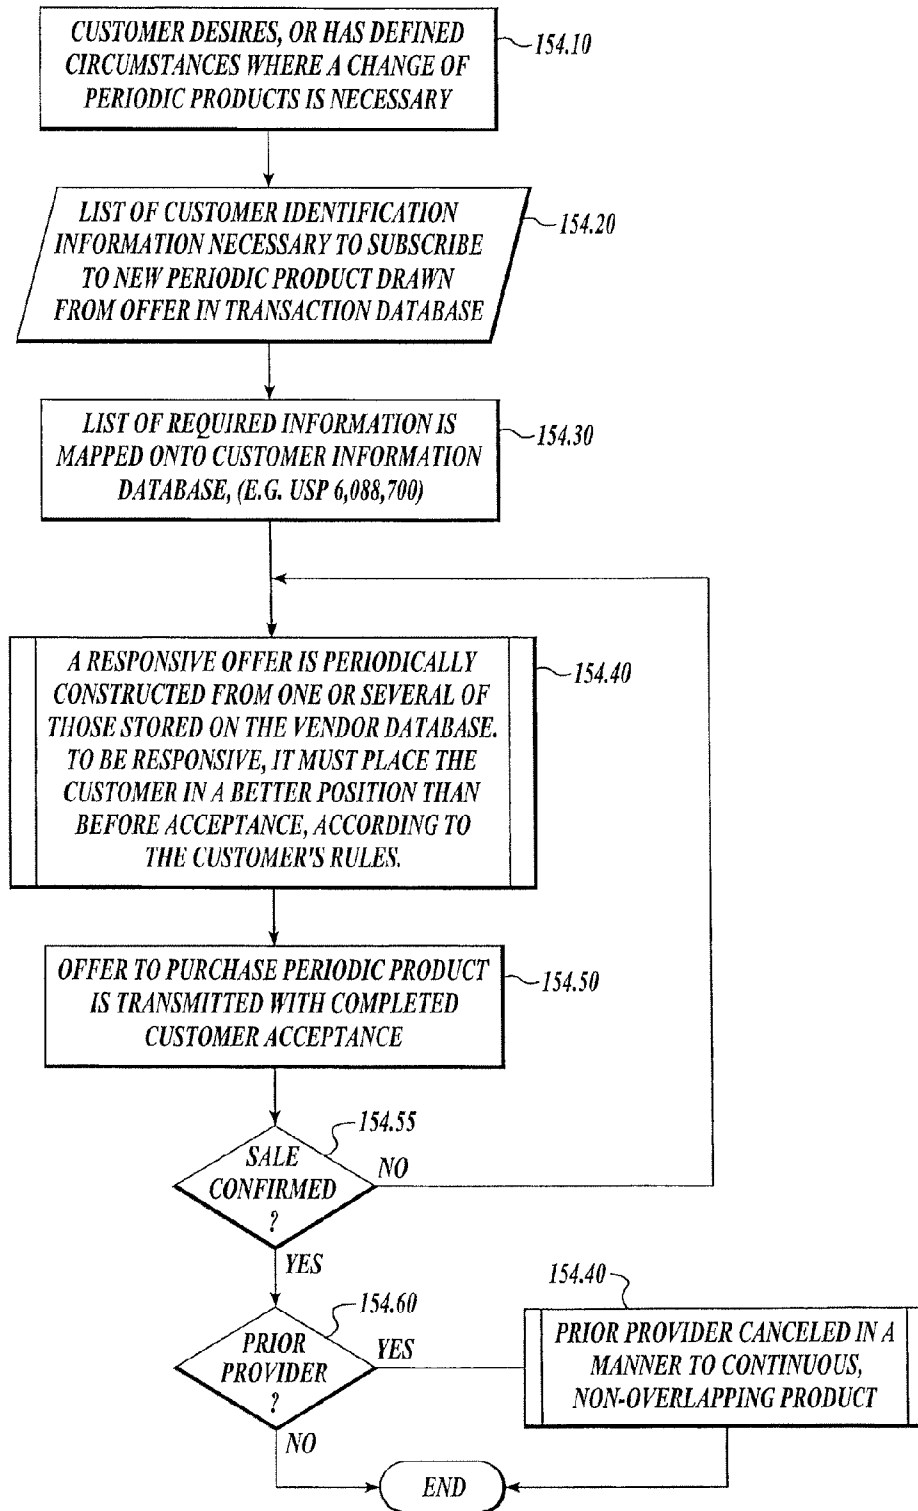 CUSTOMER DESIRES, OR HAS DEFINED
CIRCUMSTANCES WHERE A CHANGE OF
PERIODIC PRODUCTS IS NECESSARY
154.10
LIST OF CUSTOMER IDENTIFICATION
INFORMATION NECESSARY TO SUBSCRIBE
TO NEW PERIODIC PRODUCT DRAWN
FROM OFFER IN TRANSACTION DATABASE
154.20
LIST OF REQUIRED INFORMATION IS
MAPPED ONTO CUSTOMER INFORMATION
DATABASE, (E.G. USP 6,088,700)
154.30
A RESPONSIVE OFFER IS PERIODICALLY
CONSTRUCTED FROM ONE OR SEVERAL OF
THOSE STORED ON THE VENDOR DATABASE.
TO BE RESPONSIVE, IT MUST PLACE THE
CUSTOMER IN A BETTER POSITION THAN
BEFORE ACCEPTANCE, ACCORDING TO
THE CUSTOMER'S RULES.
154.40
OFFER TO PURCHASE PERIODIC PRODUCT
IS TRANSMITTED WITH COMPLETED
CUSTOMER ACCEPTANCE
154.50
154.55
SALE
CONFIRMED
?
NO
YES
154.60
PRIOR
PROVIDER
?
YES
NO
154.40
PRIOR PROVIDER CANCELED IN A
MANNER TO CONTINUOUS,
NON-OVERLAPPING PRODUCT
END